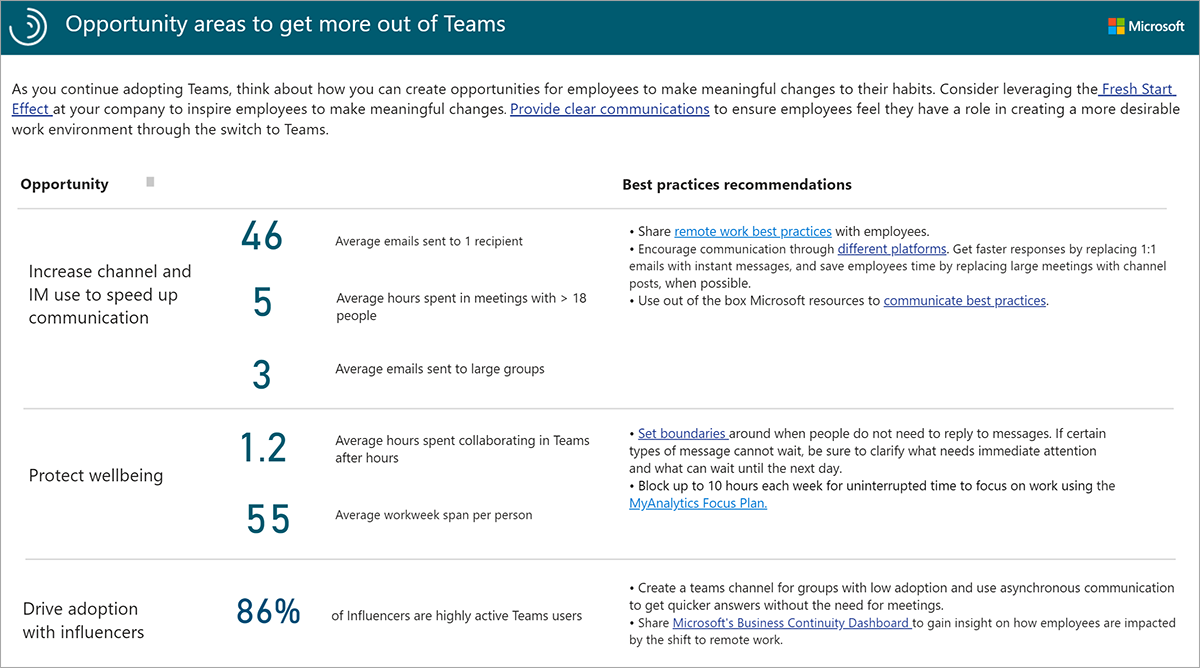 Opportunity areas to get more out of Teams
Microsoft
As you continue adopting Teams, think about how you can create opportunities for employees to make meaningful changes to their habits. Consider leveraging the Fresh Start
Effect at your company to inspire employees to make meaningful changes. Provide clear communications to ensure employees feel they have a role in creating a more desirable
work environment through the switch to Teams.
Opportunity
Best practices recommendations
Increase channel and
IM use to speed up
communication
46
Average emails sent to 1 recipient
5
Average hours spent in meetings with > 18
people
3
Average emails sent to large groups
• Share remote work best practices with employees.
• Encourage communication through different platforms. Get faster responses by replacing 1:1
emails with instant messages, and save employees time by replacing large meetings with channel
posts, when possible.
• Use out of the box Microsoft resources to communicate best practices.
Protect wellbeing
1.2
Average hours spent collaborating in Teams
after hours
55
Average workweek span per person
• Set boundaries around when people do not need to reply to messages. If certain
types of message cannot wait, be sure to clarify what needs immediate attention
and what can wait until the next day.
• Block up to 10 hours each week for uninterrupted time to focus on work using the
MyAnalytics Focus Plan.
Drive adoption
with influencers
86%
of Influencers are highly active Teams users
• Create a teams channel for groups with low adoption and use asynchronous communication
to get quicker answers without the need for meetings.
• Share Microsoft's Business Continuity Dashboard to gain insight on how employees are impacted
by the shift to remote work.